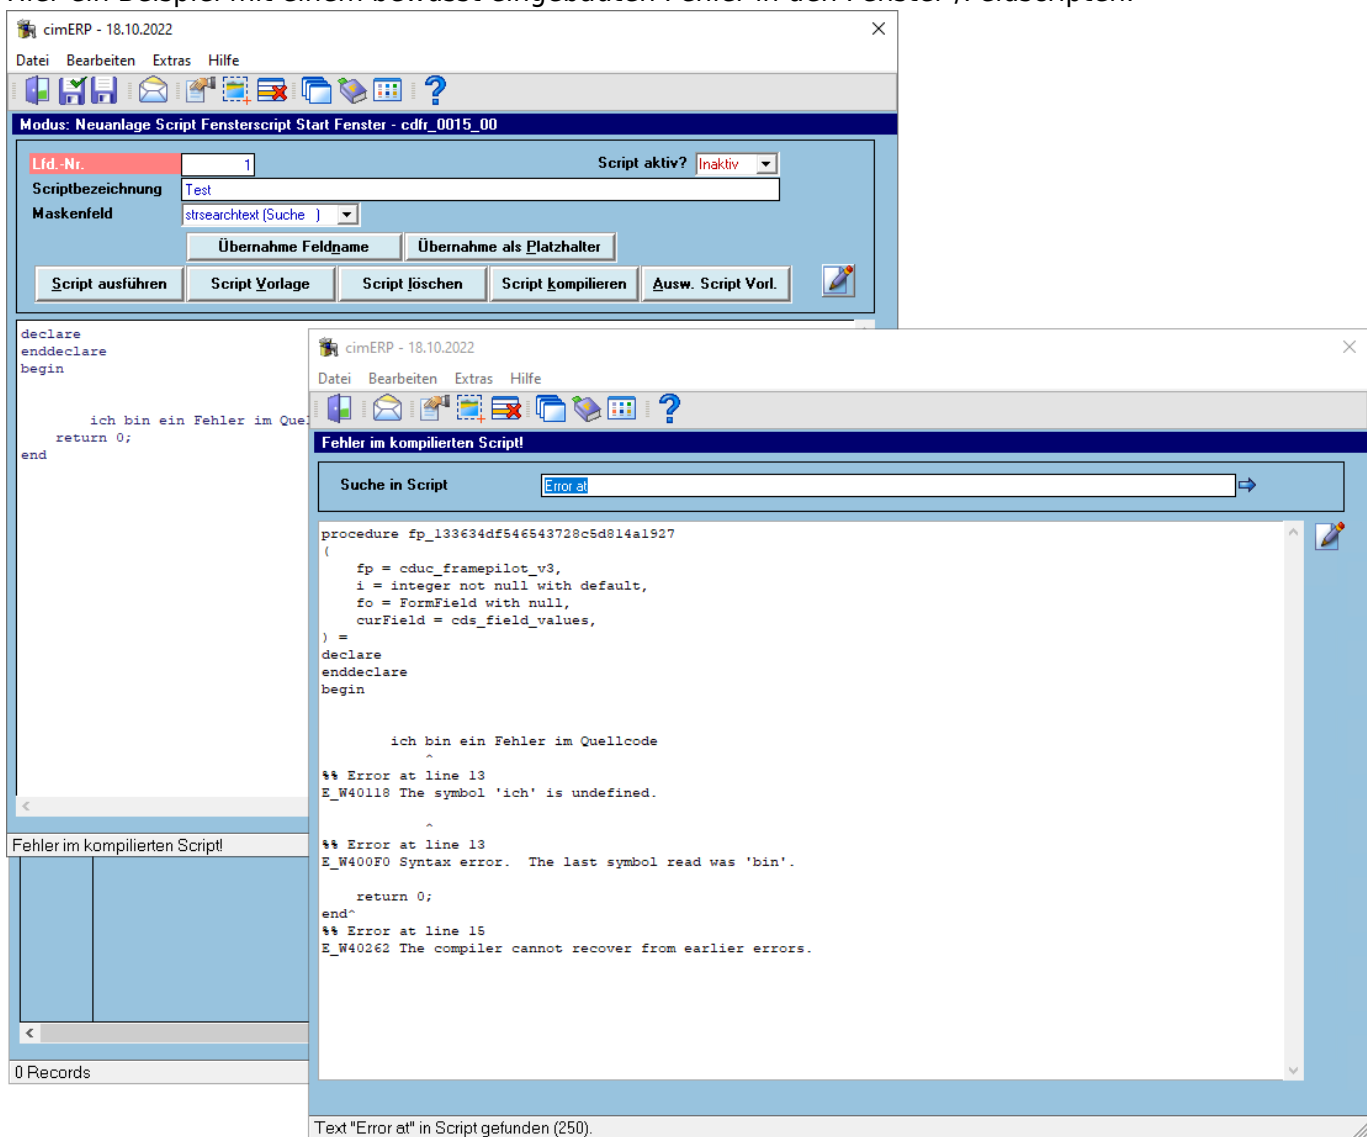 cimERP - 18.10.2022
Datei Bearbeiten Extras Hilfe
Modus: Neuanlage Script Fensterscript Start Fenster - cdfr_0015_00
Lfd.-Nr. 1 Script aktiv? Inaktiv
Scriptbezeichnung Test
Maskenfeld strsearchtext (Suche )
Übernahme Feldname Übernahme als Platzhalter
Script ausführen Script Vorlage Script löschen Script kompilieren Ausw. Script Vorl.
declare
enddeclare
begin
ich bin ein Fehler im Que
return 0;
end
Fehler im kompilierten Script!
0 Records
cimERP - 18.10.2022
Datei Bearbeiten Extras Hilfe
Fehler im kompilierten Script!
Suche in Script Error at
procedure fp_133634df546543728c5d814a1927
(
fp = cduc_framepilot_v3,
i = integer not null with default,
fo = FormField with null,
curField = cds_field_values,
) =
declare
enddeclare
begin
ich bin ein Fehler im Quellcode
^
%% Error at line 13
E_W40118 The symbol 'ich' is undefined.
^
%% Error at line 13
E_W400F0 Syntax error. The last symbol read was 'bin'.
return 0;
end^
%% Error at line 15
E_W40262 The compiler cannot recover from earlier errors.
Text "Error at" in Script gefunden (250).